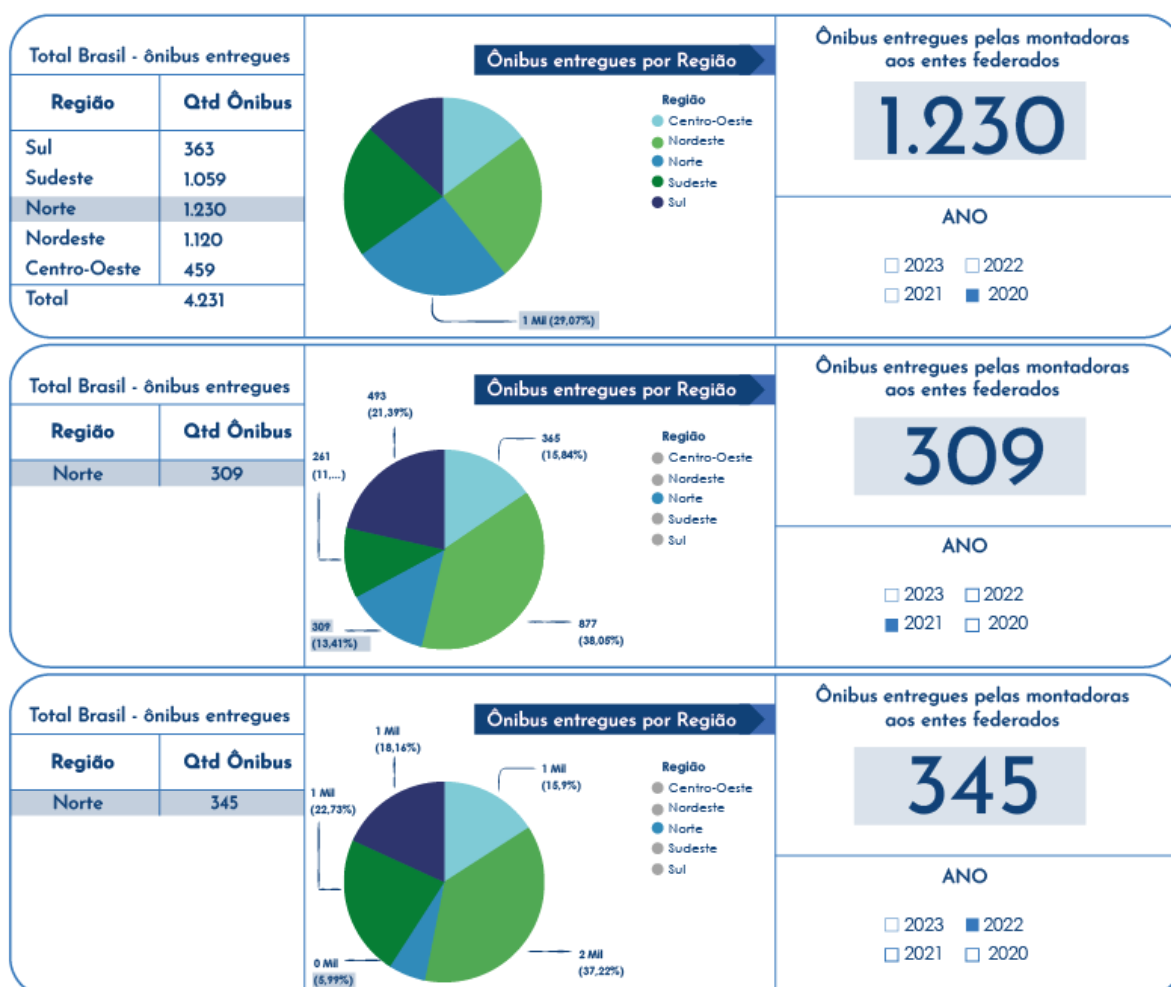 Total Brasil - ônibus entregues
Região Qtd Ônibus
Sul 363
Sudeste 1.059
Norte 1.230
Nordeste 1.120
Centro-Oeste 459
Total 4.231
Ônibus entregues por Região
Região
Centro-Oeste
Nordeste
Norte
Sudeste
Sul
1 Mil (29,07%)
Ônibus entregues pelas montadoras
aos entes federados
1.230
ANO
2023 2022
2021 2020
Total Brasil - ônibus entregues
Região Qtd Ônibus
Norte 309
Ônibus entregues por Região
493
(21,39%)
365
(15,84%)
261
(11,...)
309
(13,41%)
877
(38,05%)
Região
Centro-Oeste
Nordeste
Norte
Sudeste
Sul
Ônibus entregues pelas montadoras
aos entes federados
309
ANO
2023 2022
2021 2020
Total Brasil - ônibus entregues
Região Qtd Ônibus
Norte 345
Ônibus entregues por Região
1 Mil
(18,16%)
1 Mil
(15,9%)
1 Mil
(22,73%)
0 Mil
(5,99%)
2 Mil
(37,22%)
Região
Centro-Oeste
Nordeste
Norte
Sudeste
Sul
Ônibus entregues pelas montadoras
aos entes federados
345
ANO
2023 2022
2021 2020